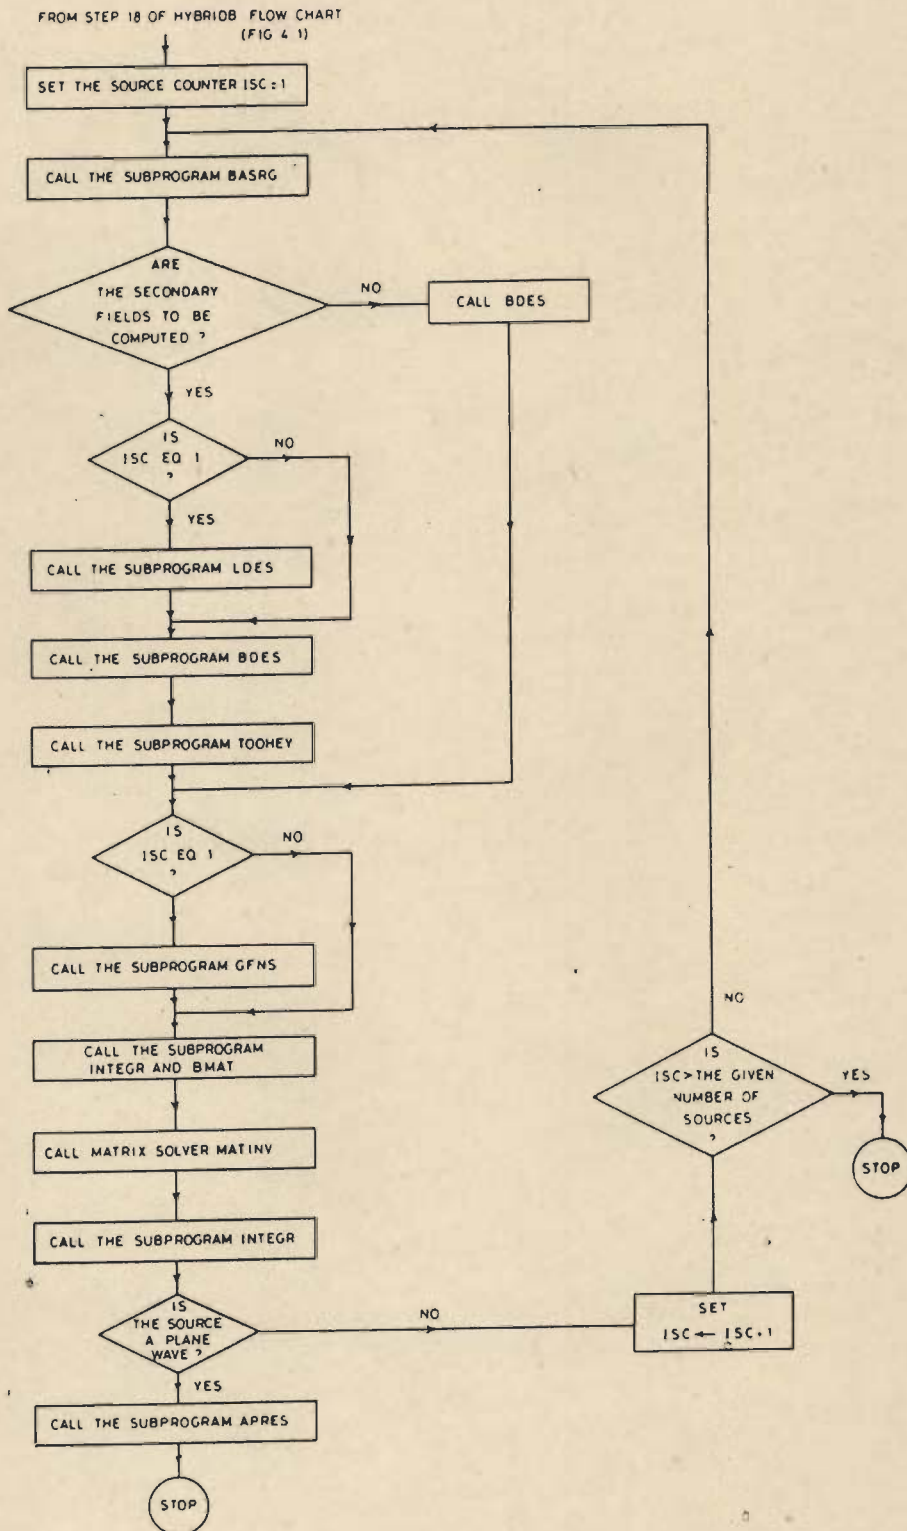 FROM STEP 18 OF HYBRIDB FLOW CHART
(FIG 4.1)
SET THE SOURCE COUNTER ISC=1
CALL THE SUBPROGRAM BASRG
ARE
THE SECONDARY
FIELDS TO BE
COMPUTED ?
NO
CALL BDES
YES
IS
ISC EQ 1
?
NO
YES
CALL THE SUBPROGRAM LDES
CALL THE SUBPROGRAM BDES
CALL THE SUBPROGRAM TOOHEY
IS
ISC EQ 1
?
NO
CALL THE SUBPROGRAM GFNS
CALL THE SUBPROGRAM
INTEGR AND BMAT
CALL MATRIX SOLVER MATINV
CALL THE SUBPROGRAM INTEGR
IS
THE SOURCE
A PLANE
WAVE ?
NO
YES
CALL THE SUBPROGRAM APRES
STOP
SET
ISC ← ISC+1
IS
ISC>THE GIVEN
NUMBER OF
SOURCES
?
NO
YES
STOP